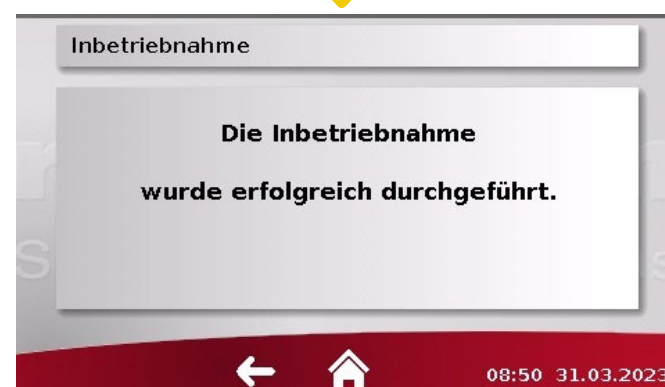 Inbetriebnahme
Die Inbetriebnahme
wurde erfolgreich durchgeführt.
08:50 31.03.2023